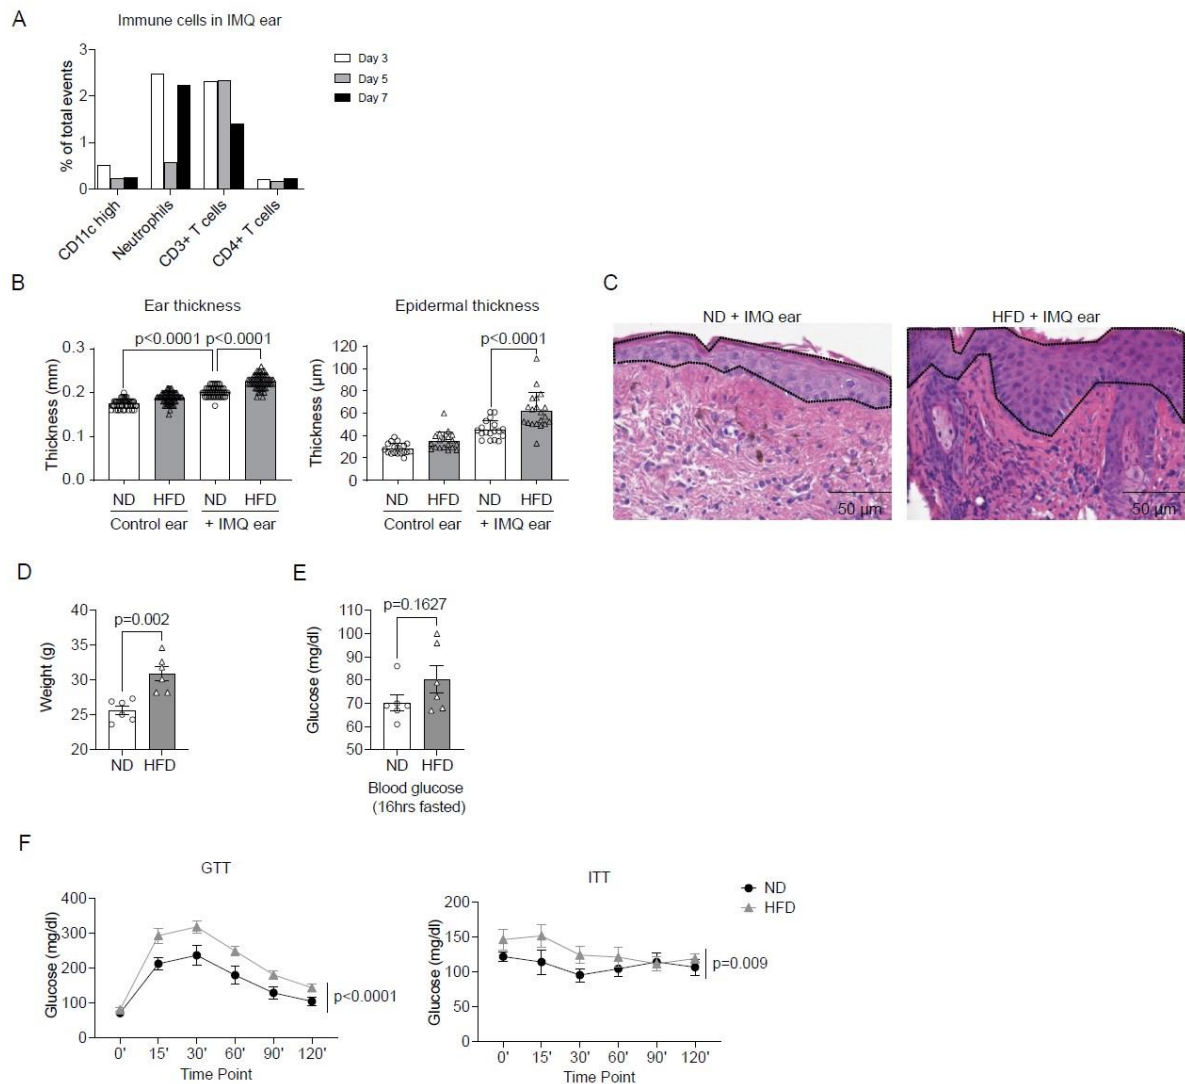 A
Immune cells in IMQ ear
% of total events
3
2
1
0
CD11c high
Neutrophils
CD3+ T cells
CD4+ T cells
Day 3
Day 5
Day 7
B
Ear thickness
Thickness (mm)
0.3
0.2
0.1
0.0
p<0.0001
p<0.0001
ND
HFD
ND
HFD
Control ear
+ IMQ ear
Epidermal thickness
Thickness (µm)
120
100
80
60
40
20
0
p<0.0001
ND
HFD
ND
HFD
Control ear
+ IMQ ear
C
ND + IMQ ear
50 µm
HFD + IMQ ear
50 µm
D
Weight (g)
40
35
30
25
20
p=0.002
ND
HFD
E
Glucose (mg/dl)
110
100
90
80
70
60
50
p=0.1627
ND
HFD
Blood glucose
(16hrs fasted)
F
GTT
Glucose (mg/dl)
400
300
200
100
0
p<0.0001
0'
15'
30'
60'
90'
120'
Time Point
ITT
Glucose (mg/dl)
200
150
100
50
0
p=0.009
0'
15'
30'
60'
90'
120'
Time Point
ND
HFD